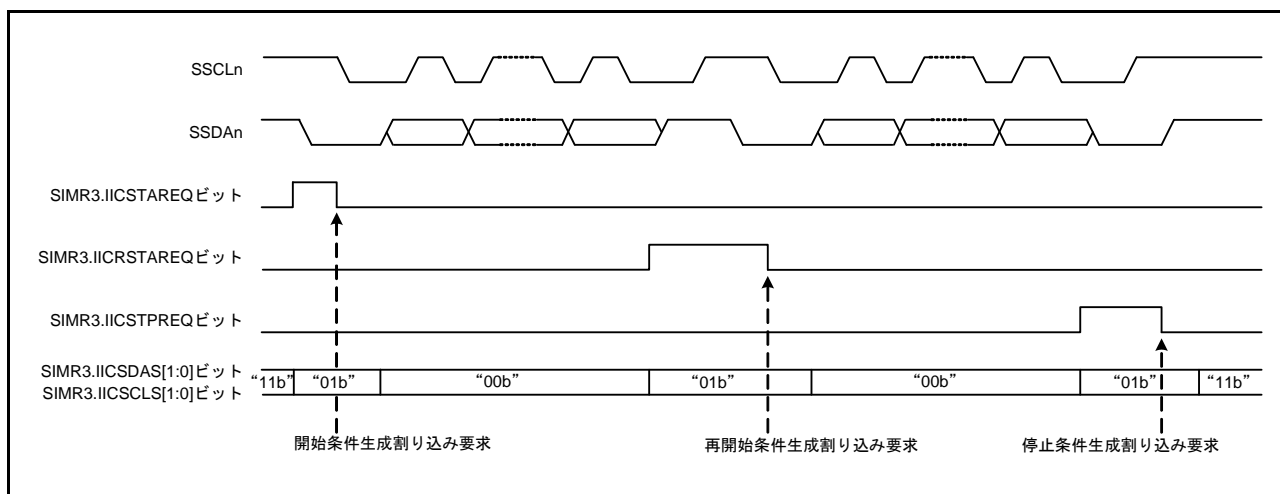 SSCLn
SSDAn
SIMR3.IICSTAREQビット
SIMR3.IICRSTAREQビット
SIMR3.IICSTPREQビット
SIMR3.IICSDAS[1:0]ビット
SIMR3.IICSCLS[1:0]ビット
“11b” “01b” “00b” “01b” “00b” “01b” “11b”
開始条件生成割り込み要求 再開始条件生成割り込み要求 停止条件生成割り込み要求